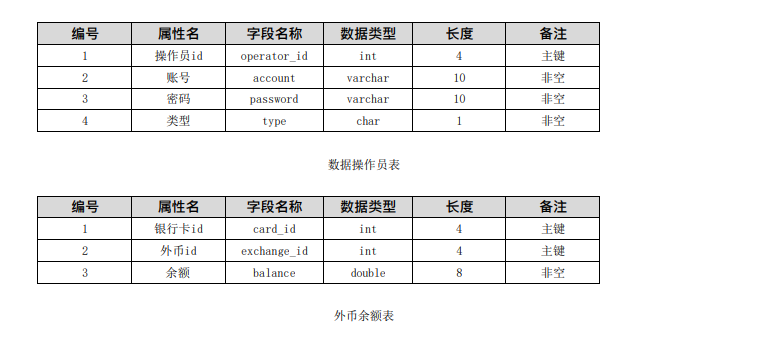 编号 属性名 字段名称 数据类型 长度 备注
1 操作员id operator_id int 4 主键
2 账号 account varchar 10 非空
3 密码 password varchar 10 非空
4 类型 type char 1 非空
数据操作员表
编号 属性名 字段名称 数据类型 长度 备注
1 银行卡id card_id int 4 主键
2 外币id exchange_id int 4 主键
3 余额 balance double 8 非空
外币余额表